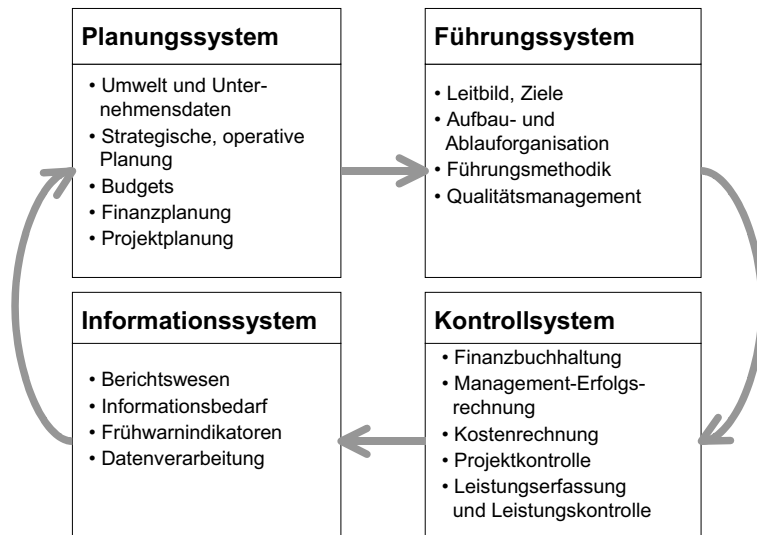 Planungssystem
• Umwelt und Unter-
nehmensdaten
• Strategische, operative
Planung
• Budgets
• Finanzplanung
• Projektplanung
Führungssystem
• Leitbild, Ziele
• Aufbau- und
Ablauforganisation
• Führungsmethodik
• Qualitätsmanagement
Informationssystem
• Berichtswesen
• Informationsbedarf
• Frühwarnindikatoren
• Datenverarbeitung
Kontrollsystem
• Finanzbuchhaltung
• Management-Erfolgs-
rechnung
• Kostenrechnung
• Projektkontrolle
• Leistungserfassung
und Leistungskontrolle